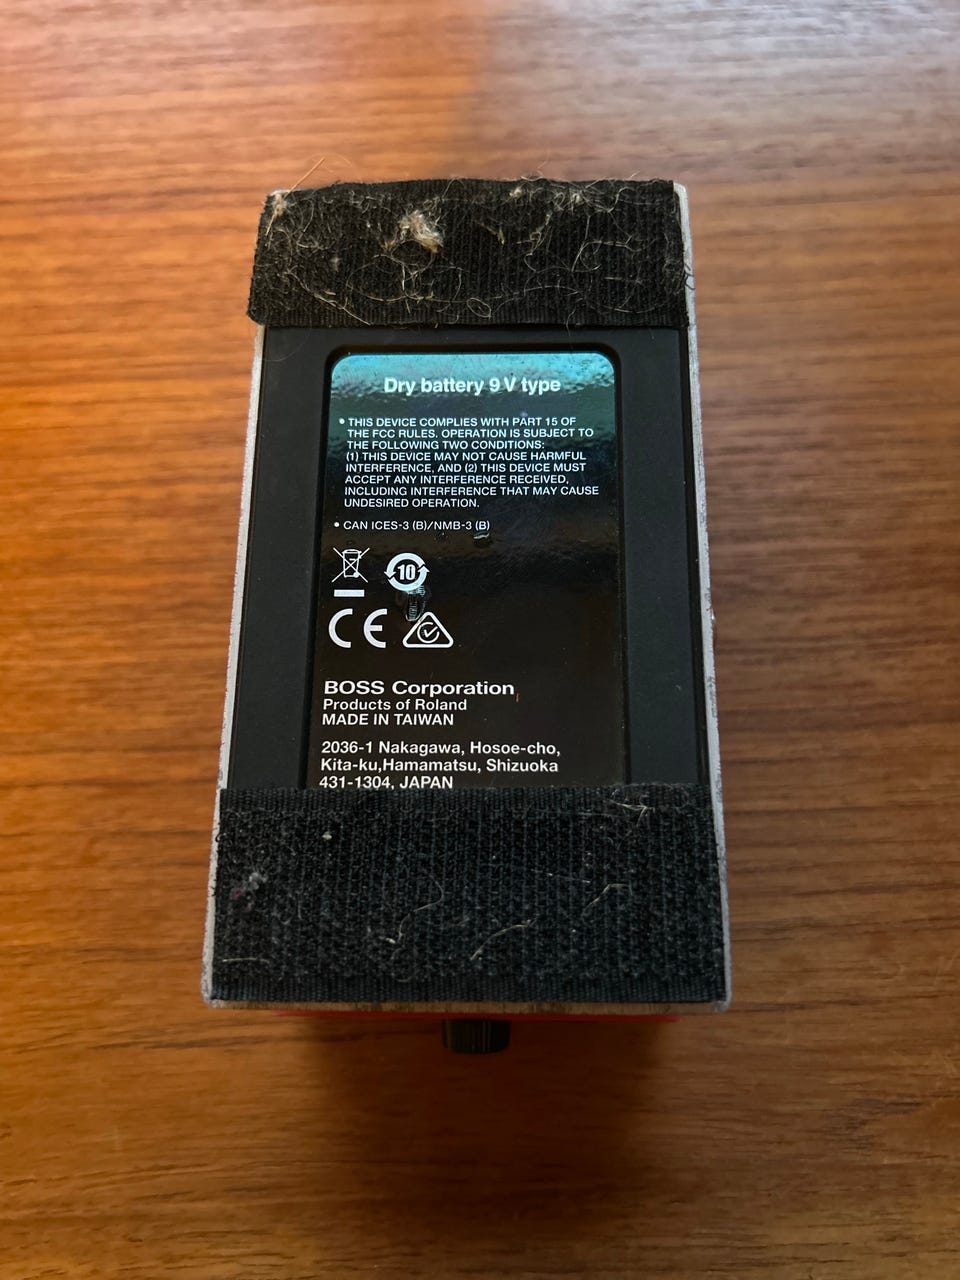 Dry battery 9 V type
• THIS DEVICE COMPLIES WITH PART 15 OF
THE FCC RULES. OPERATION IS SUBJECT TO
THE FOLLOWING TWO CONDITIONS:
(1) THIS DEVICE MAY NOT CAUSE HARMFUL
INTERFERENCE, AND (2) THIS DEVICE MUST
ACCEPT ANY INTERFERENCE RECEIVED,
INCLUDING INTERFERENCE THAT MAY CAUSE
UNDESIRED OPERATION.
• CAN ICES-3 (B)/NMB-3 (B)
10
CE
BOSS Corporation
Products of Roland
MADE IN TAIWAN
2036-1 Nakagawa, Hosoe-cho,
Kita-ku,Hamamatsu, Shizuoka
431-1304, JAPAN